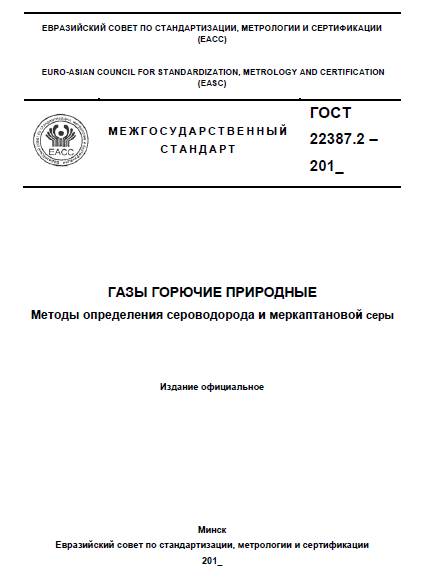 ЕВРАЗИЙСКИЙ СОВЕТ ПО СТАНДАРТИЗАЦИИ, МЕТРОЛОГИИ И СЕРТИФИКАЦИИ
(ЕАСС)
EURO-ASIAN COUNCIL FOR STANDARDIZATION, METROLOGY AND CERTIFICATION
(EASC)
ЕАСС
МЕЖГОСУДАРСТВЕННЫЙ
СТАНДАРТ
ГОСТ
22387.2 –
201_
ГАЗЫ ГОРЮЧИЕ ПРИРОДНЫЕ
Методы определения сероводорода и меркаптановой серы
Издание официальное
Минск
Евразийский совет по стандартизации, метрологии и сертификации
201_